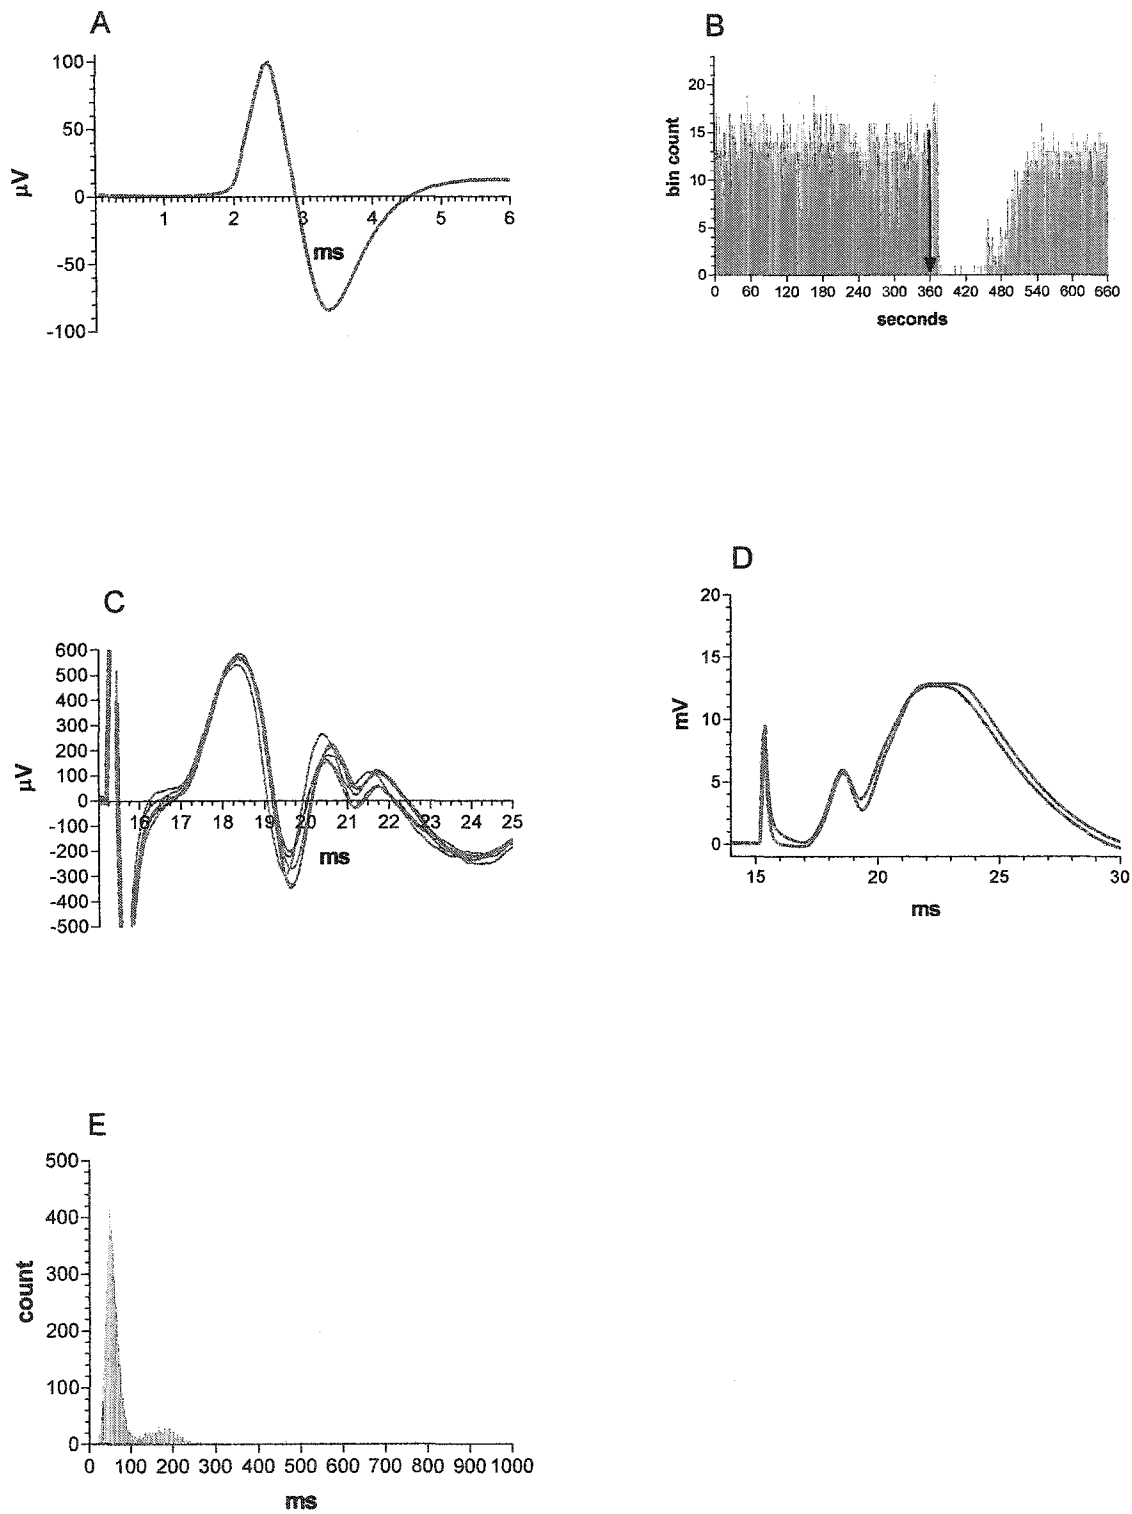 A
100
50
0
-50
-100
μV
1 2 3 4 5 6
ms
B
20
15
10
5
0
bin count
0 60 120 180 240 300 360 420 480 540 600 660
seconds
C
600
500
400
300
200
100
0
-100
-200
-300
-400
-500
μV
16 17 18 19 20 21 22 23 24 25
ms
D
20
15
10
5
0
mV
15 20 25 30
ms
E
500
400
300
200
100
0
count
0 100 200 300 400 500 600 700 800 900 1000
ms